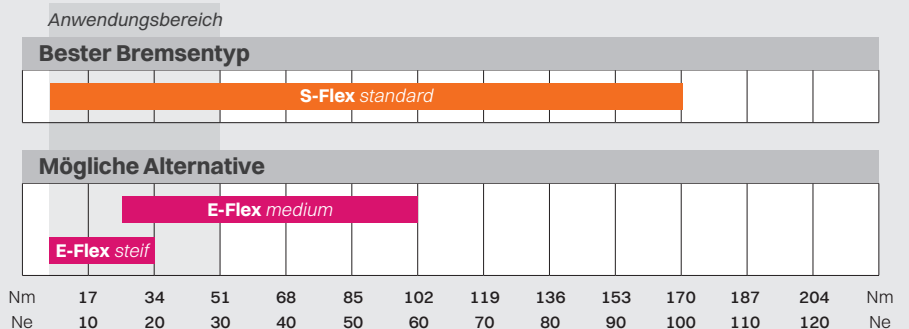 Anwendungsbereich
Bester Bremsentyp
S-Flex standard
Mögliche Alternative
E-Flex medium
E-Flex steif
Nm 17 34 51 68 85 102 119 136 153 170 187 204 Nm
Ne 10 20 30 40 50 60 70 80 90 100 110 120 Ne